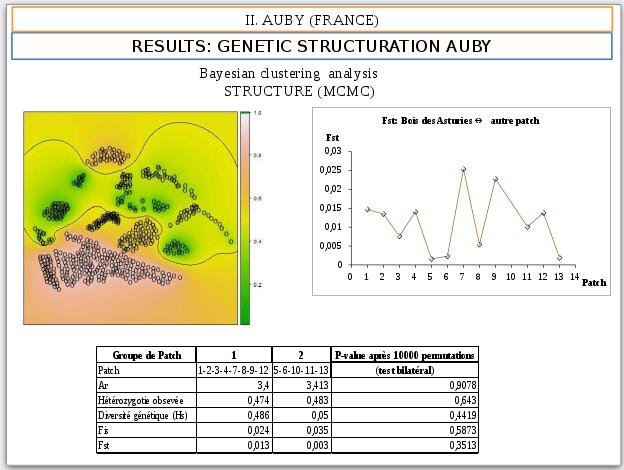 II. AUBY (FRANCE)
RESULTS: GENETIC STRUCTURATION AUBY
Bayesian clustering analysis
STRUCTURE (MCMC)
1.0
0.8
0.6
0.4
0.2
Fst: Bois des Asturies ⇔ autre patch
Fst
0,03
0,025
0,02
0,015
0,01
0,005
0
0 1 2 3 4 5 6 7 8 9 10 11 12 13 14
Patch
Groupe de Patch 1 2 P-value après 10000 permutations
Patch 1-2-3-4-7-8-9-12 5-6-10-11-13 (test bilatéral)
Ar 3,4 3,413 0,9078
Hétérozygotie obsevée 0,474 0,483 0,643
Diversité génétique (Hs) 0,486 0,05 0,4419
Fis 0,024 0,035 0,5873
Fst 0,013 0,003 0,3513